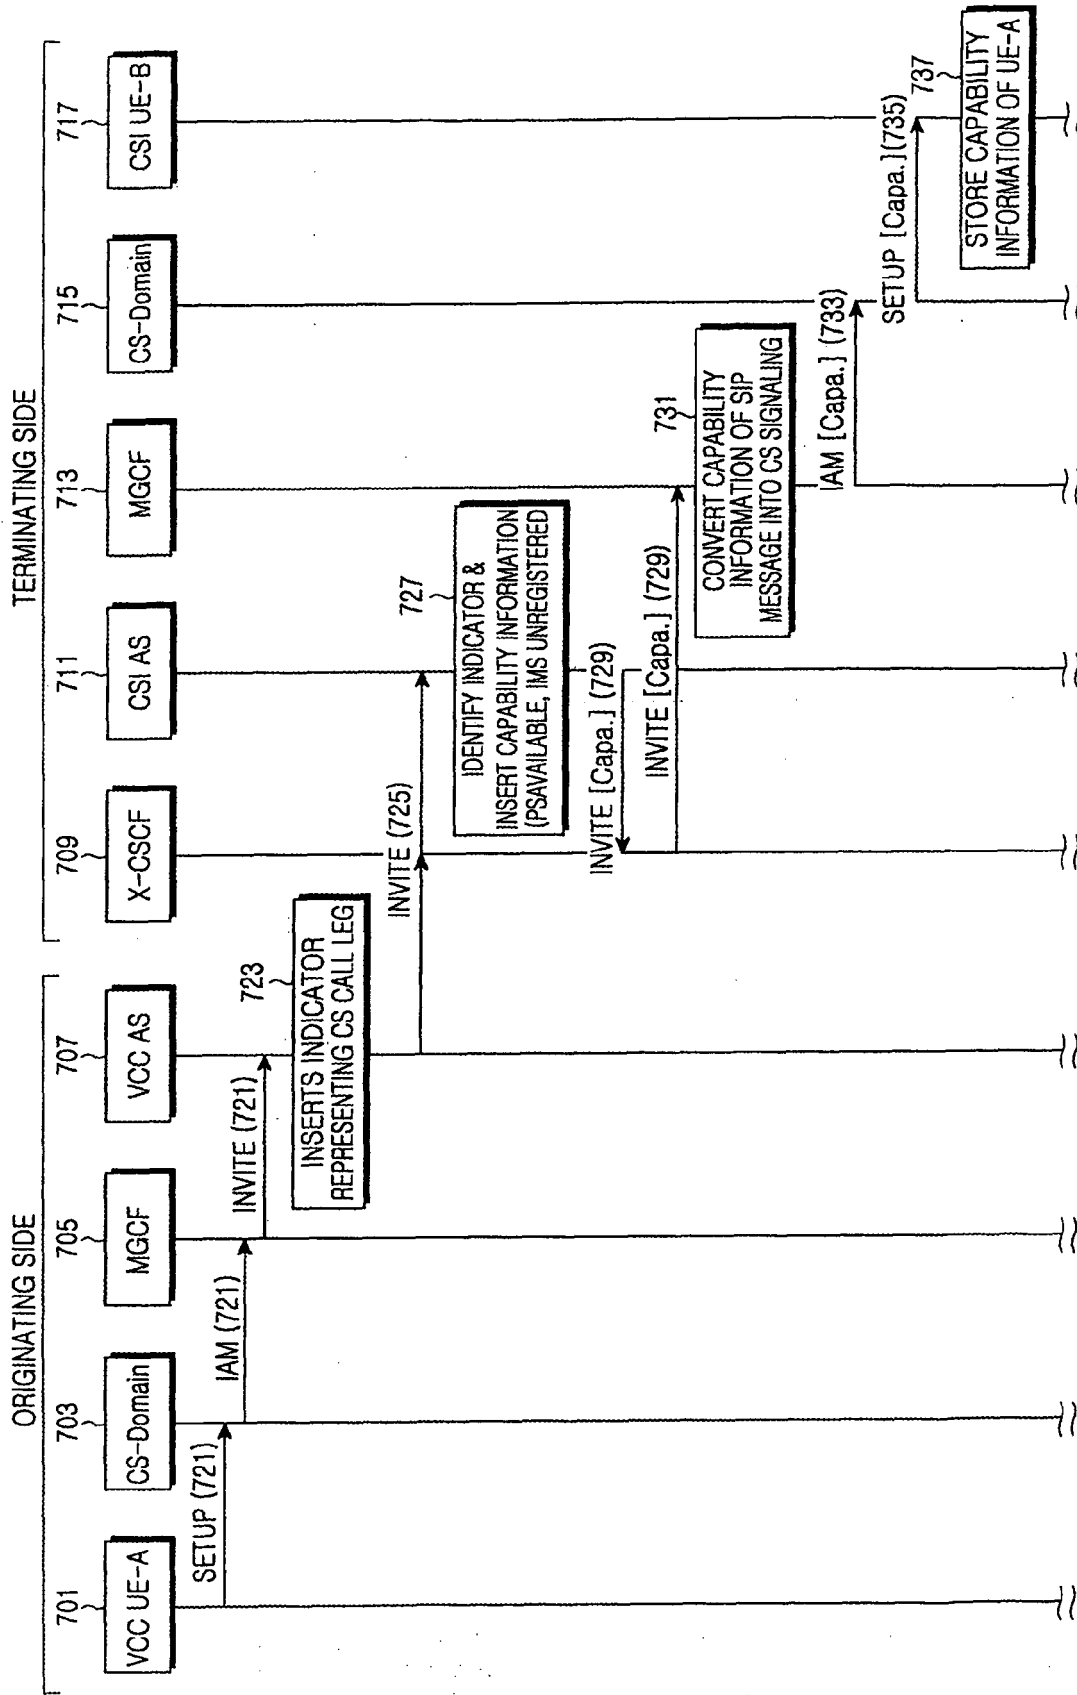 ORIGINATING SIDE
TERMINATING SIDE
701
703
705
707
709
711
713
715
717
VCC UE-A
CS-Domain
MGCF
VCC AS
X-CSCF
CSI AS
MGCF
CS-Domain
CSI UE-B
SETUP (721)
IAM (721)
INVITE (721)
723
INSERTS INDICATOR
REPRESENTING CS CALL LEG
INVITE (725)
727
IDENTIFY INDICATOR &
INSERT CAPABILITY INFORMATION
(PSAVAILABLE, IMS UNREGISTERED
INVITE [Capa.] (729)
INVITE [Capa.] (729)
731
CONVERT CAPABILITY
INFORMATION OF SIP
MESSAGE INTO CS SIGNALING
IAM [Capa.] (733)
SETUP [Capa.](735)
737
STORE CAPABILITY
INFORMATION OF UE-A